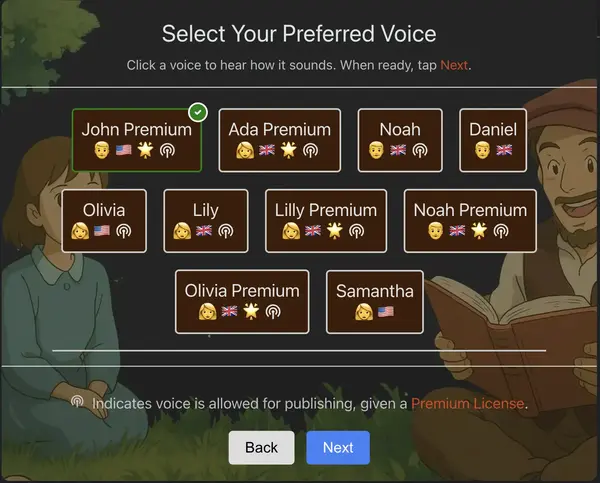 Select Your Preferred Voice
Click a voice to hear how it sounds. When ready, tap Next.
John Premium
Ada Premium
Noah
Daniel
Olivia
Lily
Lilly Premium
Noah Premium
Olivia Premium
Samantha
Indicates voice is allowed for publishing, given a Premium License.
Back
Next